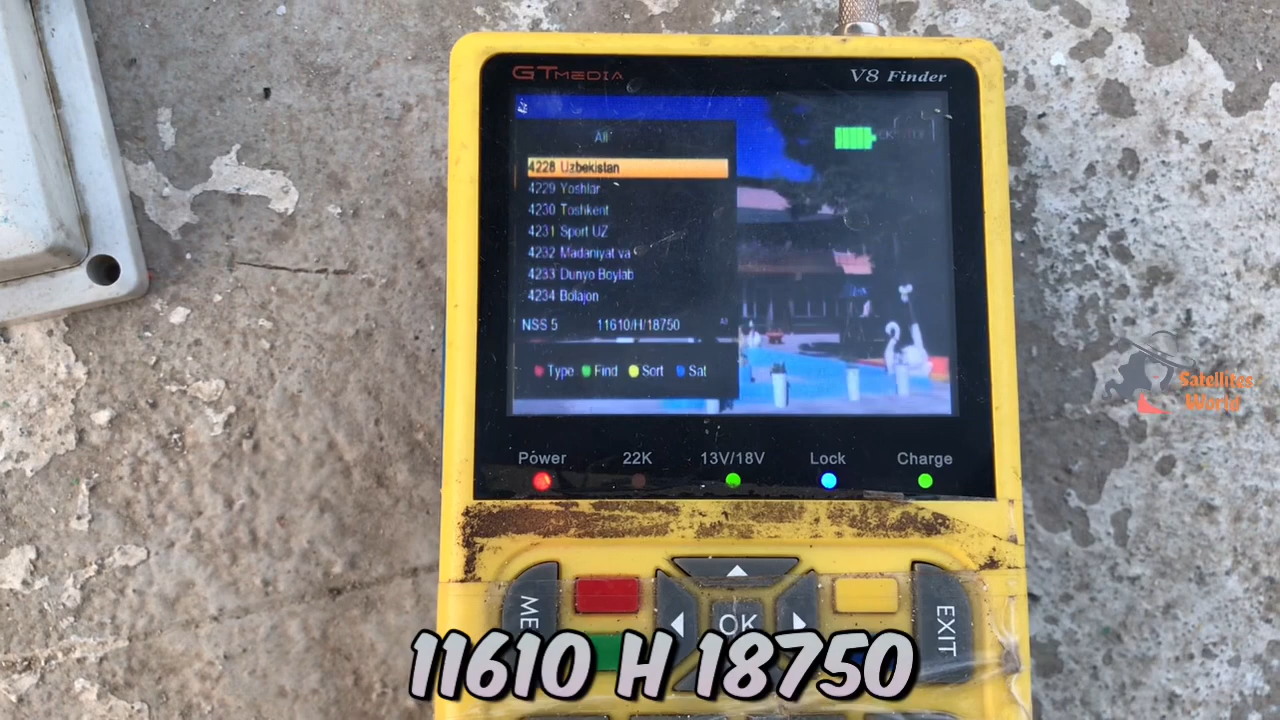 GTMEDIA
V8 Finder
All
4228 Uzbekistan
4229 Yoshlar
4230 Toshkent
4231 Sport UZ
4232 Madaniyat va
4233 Dunyo Boylab
4234 Bolajon
NSS 5 11610/H/18750 All
Type Find Sort Sat
Power 22K 13V/18V Lock Charge
Satellites
World
OK
EXIT
11610 H 18750